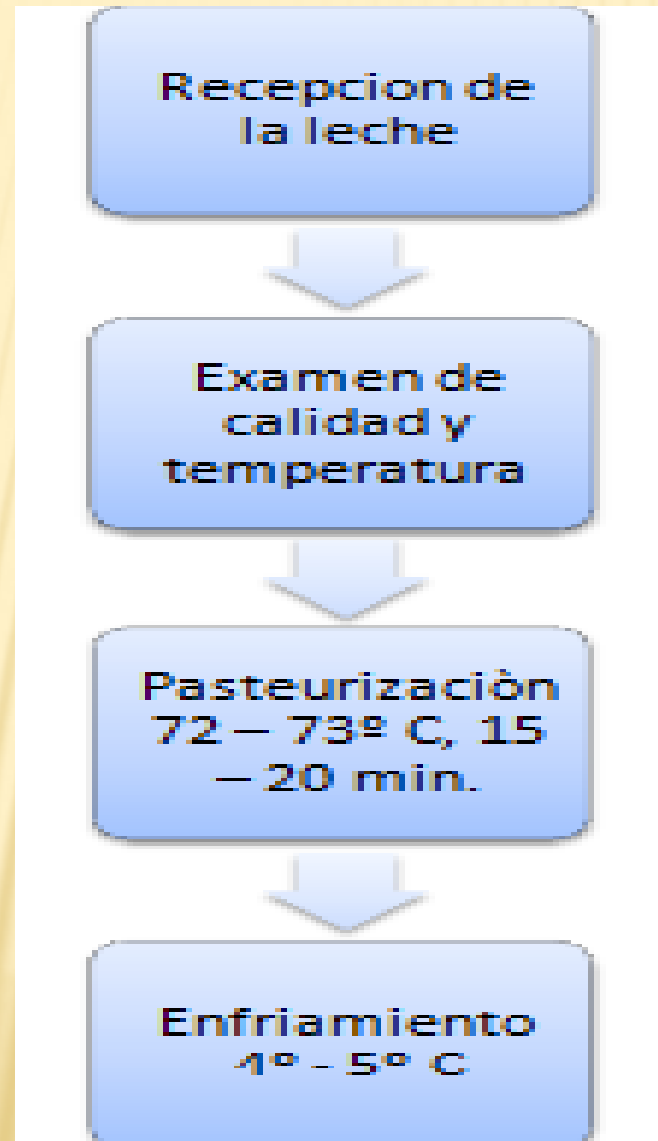 Recepcion de
la leche
Examen de
calidad y
temperatura
Pasteurizaciòn
72 – 73º C, 15
– 20 min.
Enfriamiento
4º - 5º C